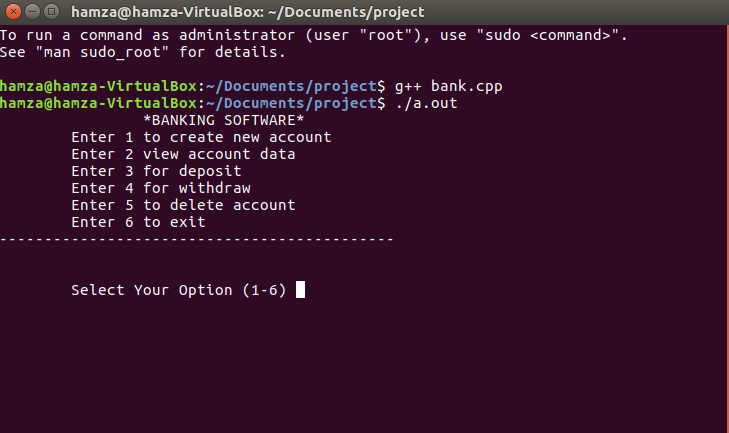 hamza@hamza-VirtualBox: ~/Documents/project
To run a command as administrator (user "root"), use "sudo <command>".
See "man sudo_root" for details.
hamza@hamza-VirtualBox:~/Documents/project$ g++ bank.cpp
hamza@hamza-VirtualBox:~/Documents/project$ ./a.out
*BANKING SOFTWARE*
Enter 1 to create new account
Enter 2 view account data
Enter 3 for deposit
Enter 4 for withdraw
Enter 5 to delete account
Enter 6 to exit
--------------------------------------------
Select Your Option (1-6)